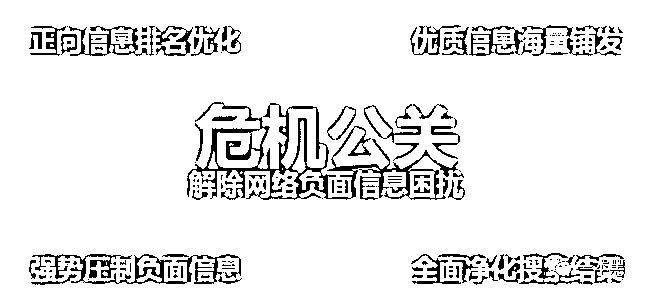 正向信息排名优化
优质信息海量铺发
危机公关
解除网络负面信息困扰
强势压制负面信息
全面净化搜索结果